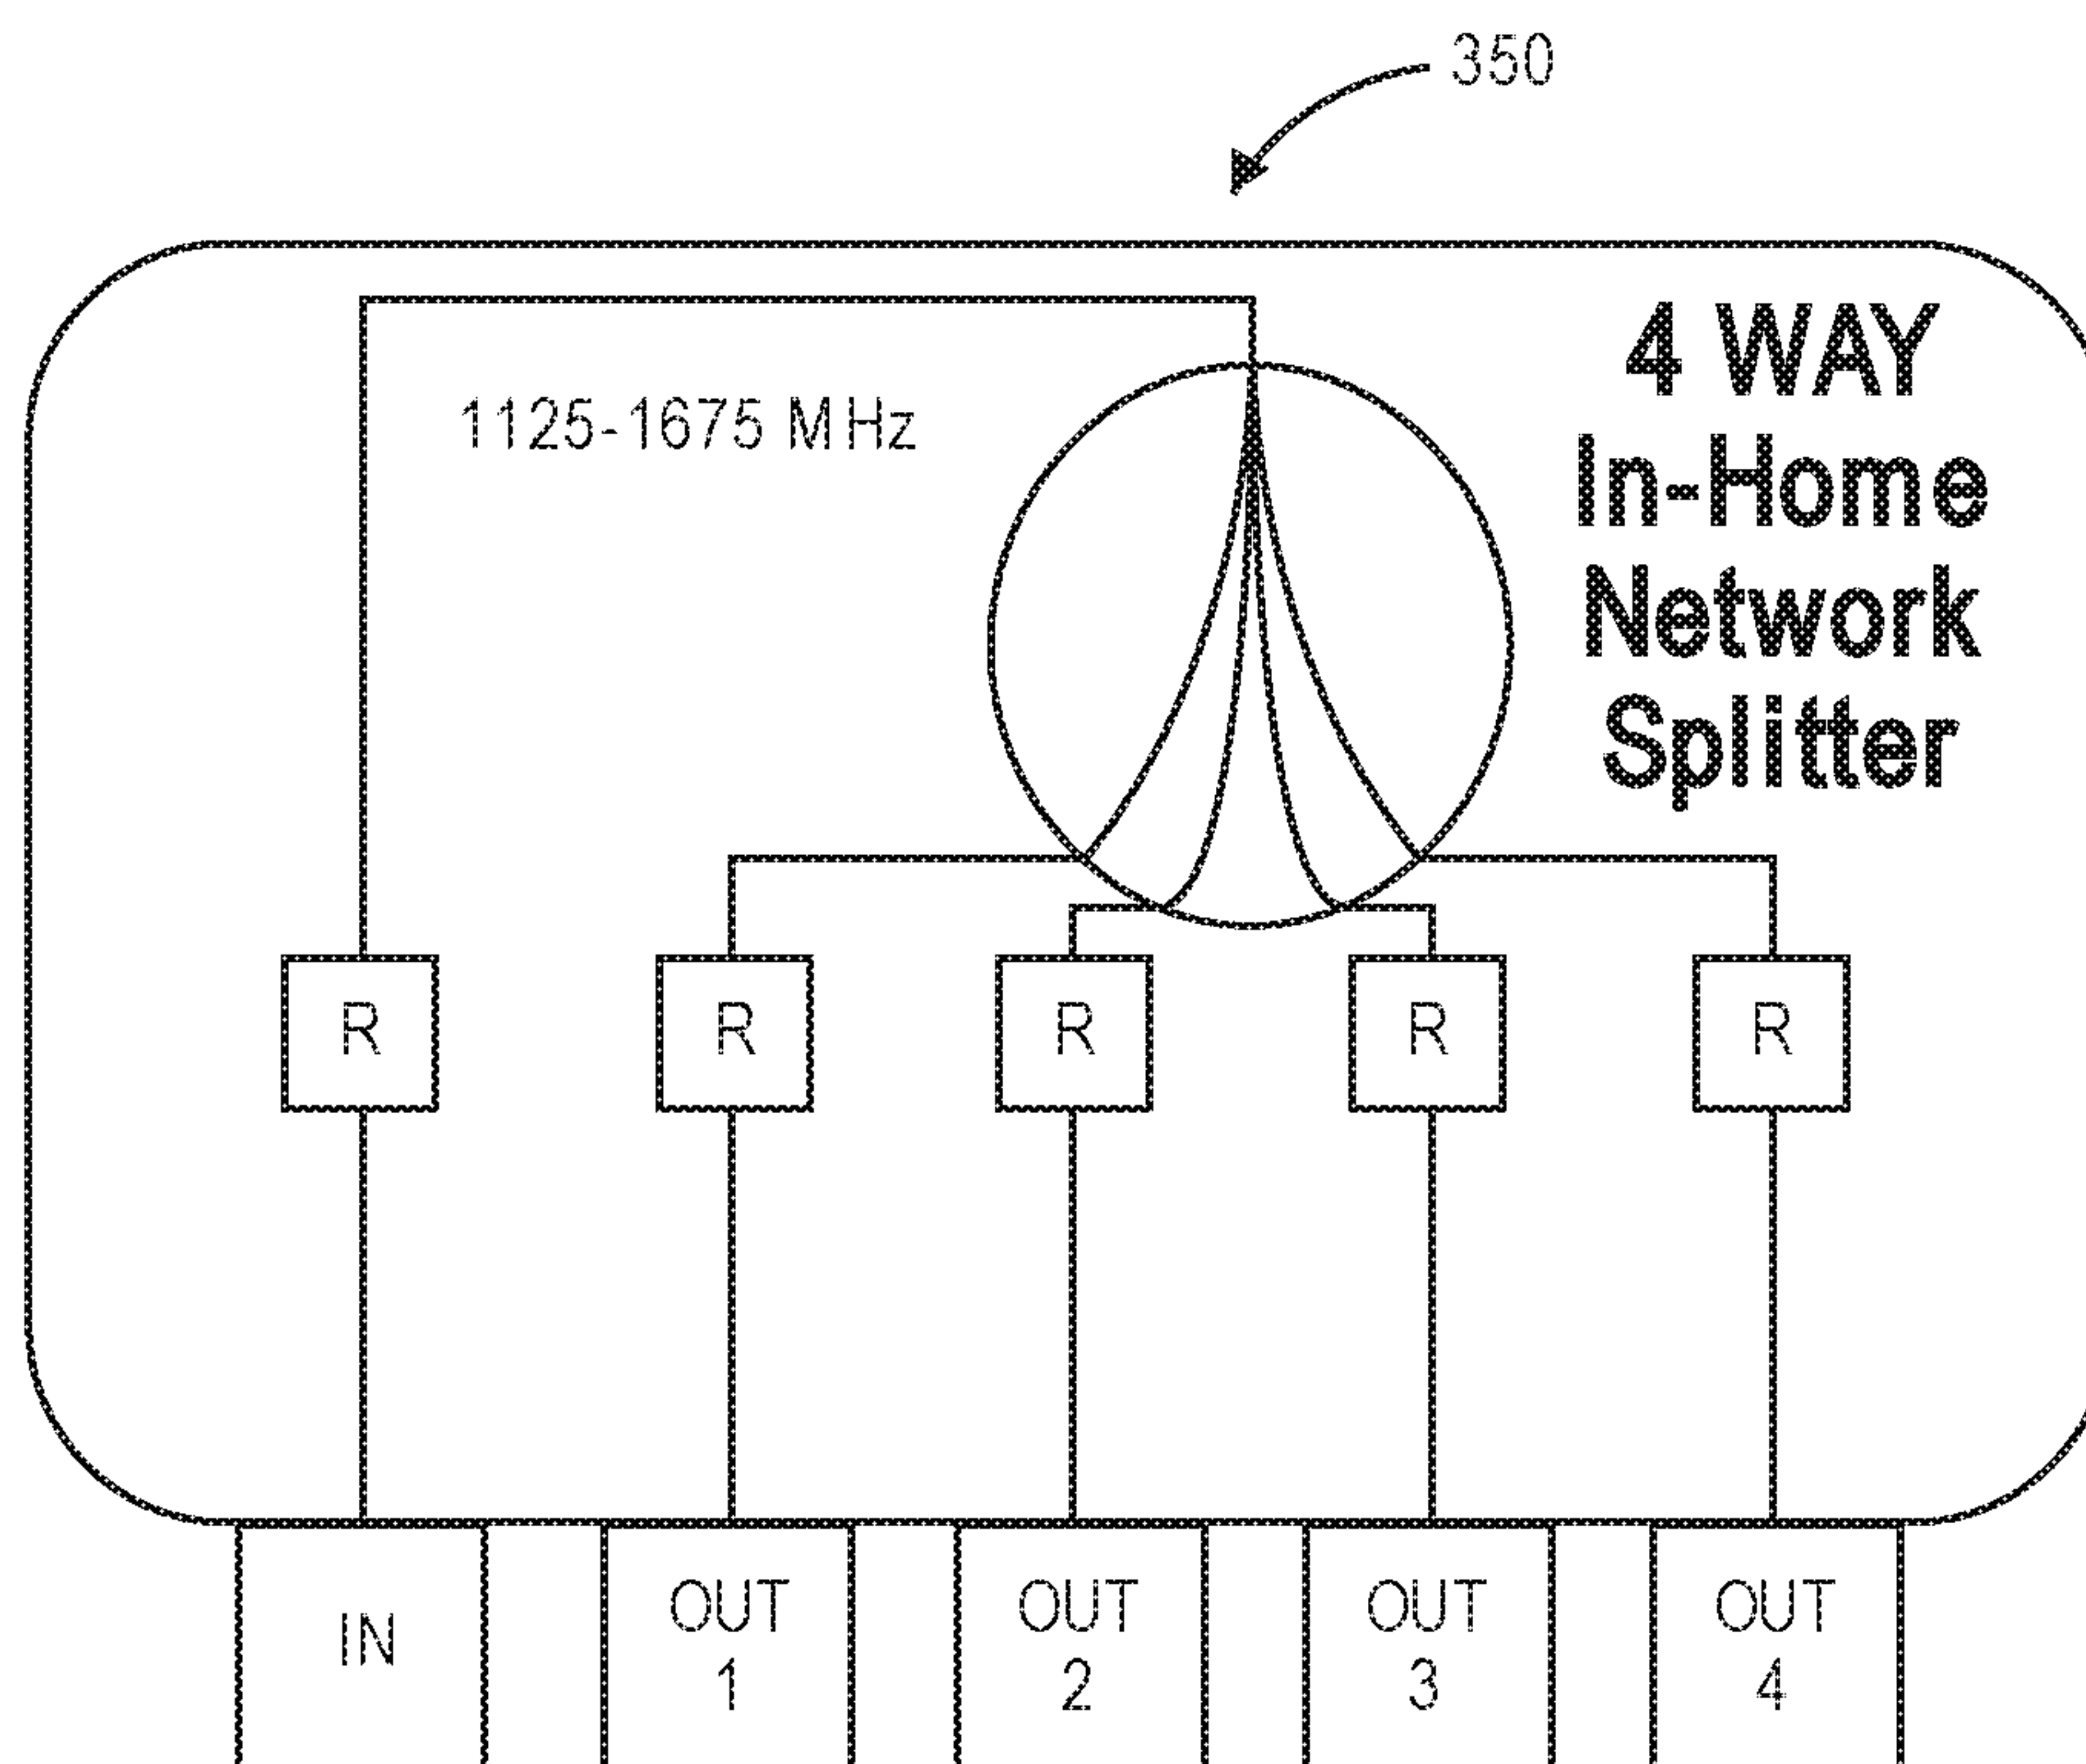 350
4 WAY
In-Home
Network
Splitter
1125-1675 MHz
R R R R R
IN
OUT
1
OUT
2
OUT
3
OUT
4